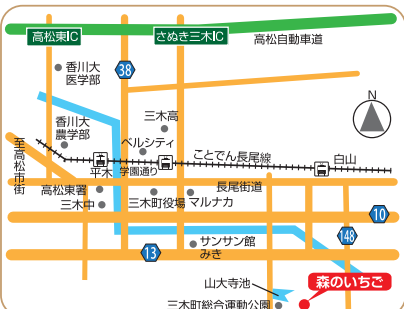 高松東IC
さぬき三木IC
高松自動車道
香川大
医学部
38
N
三木高
香川大
農学部
ベルシティ
ことでん長尾線
白山
至高松市街
平木
学園通り
高松東署
長尾街道
三木中
三木町役場
マルナカ
10
148
13
サンサン館
みき
山大寺池
森のいちご
三木町総合運動公園